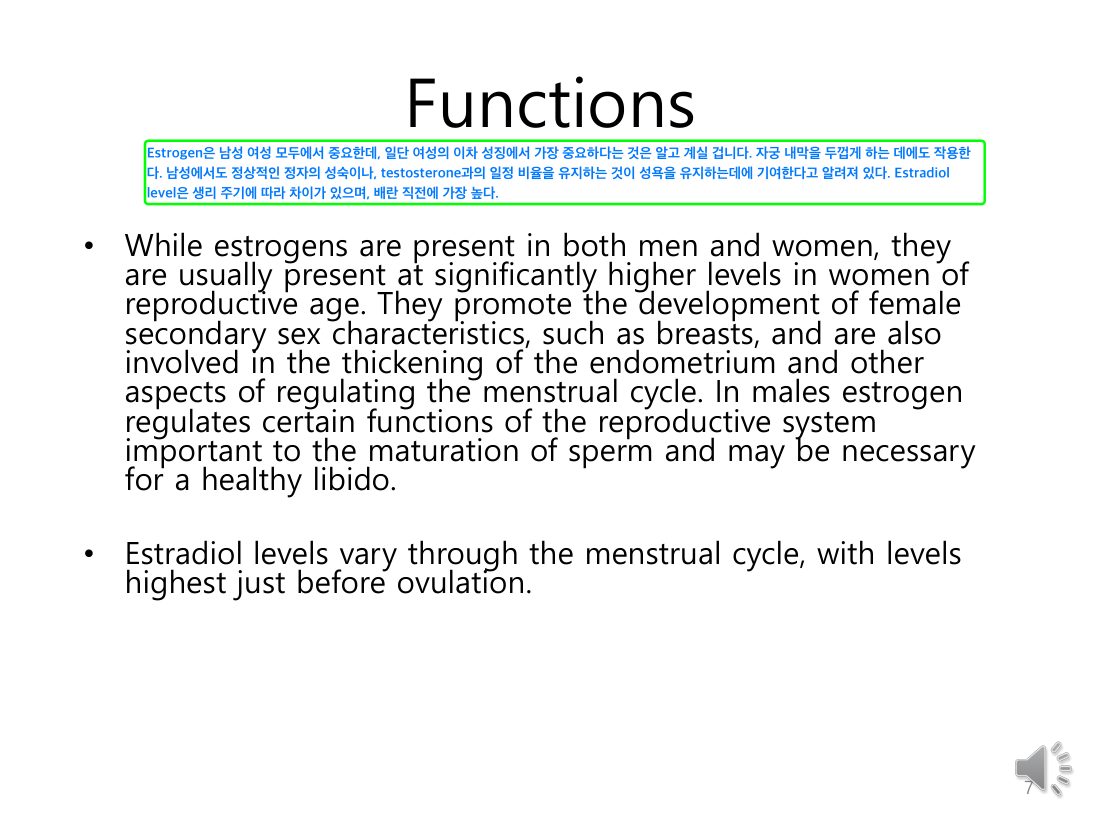 Functions
Estrogen은 남성 여성 모두에서 중요한데, 일단 여성의 이차 성징에서 가장 중요하다는 것은 알고 계실 겁니다. 자궁 내막을 두껍게 하는 데에도 작용한
다. 남성에서도 정상적인 정자의 성숙이나, testosterone과의 일정 비율을 유지하는 것이 성욕을 유지하는데에 기여한다고 알려져 있다. Estradiol
level은 생리 주기에 따라 차이가 있으며, 배란 직전에 가장 높다.
• While estrogens are present in both men and women, they
are usually present at significantly higher levels in women of
reproductive age. They promote the development of female
secondary sex characteristics, such as breasts, and are also
involved in the thickening of the endometrium and other
aspects of regulating the menstrual cycle. In males estrogen
regulates certain functions of the reproductive system
important to the maturation of sperm and may be necessary
for a healthy libido.
• Estradiol levels vary through the menstrual cycle, with levels
highest just before ovulation.
7